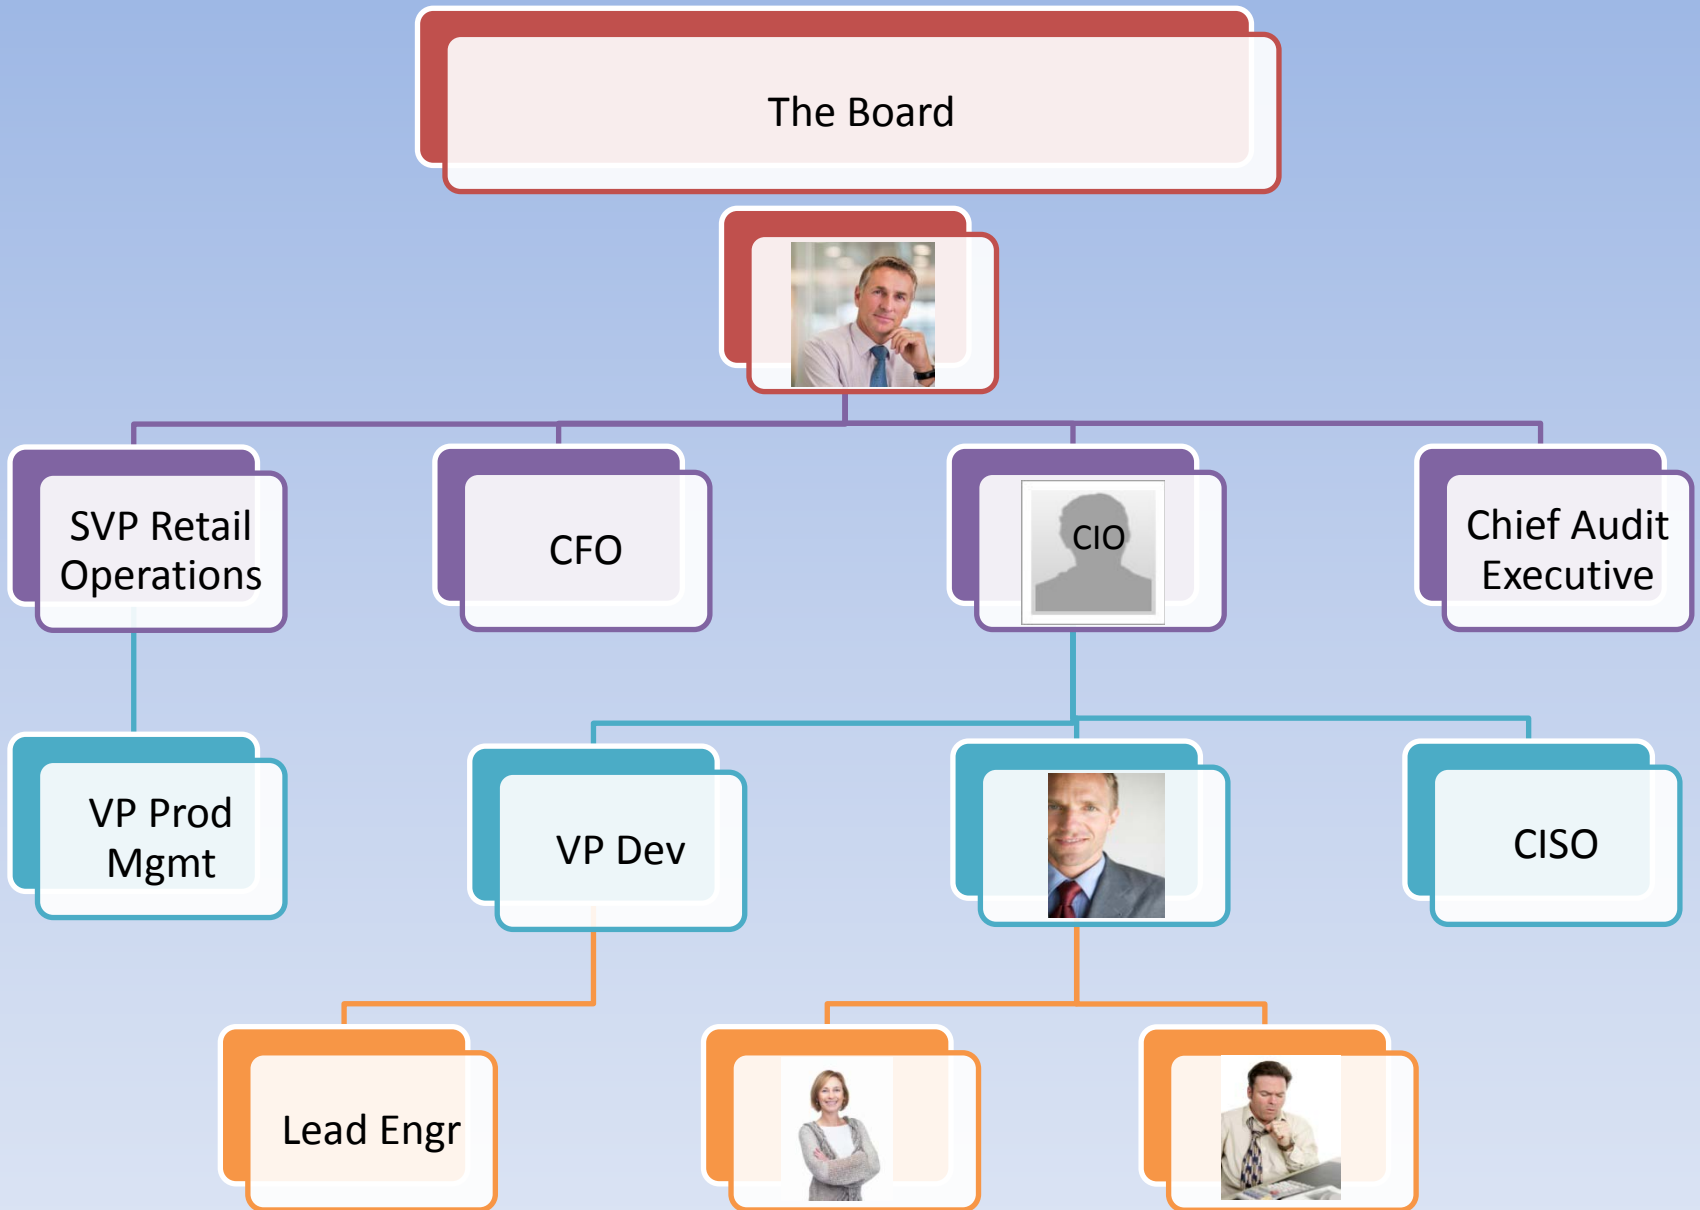 The Board
SVP Retail
Operations
CFO
CIO
Chief Audit
Executive
VP Prod
Mgmt
VP Dev
CISO
Lead Engr